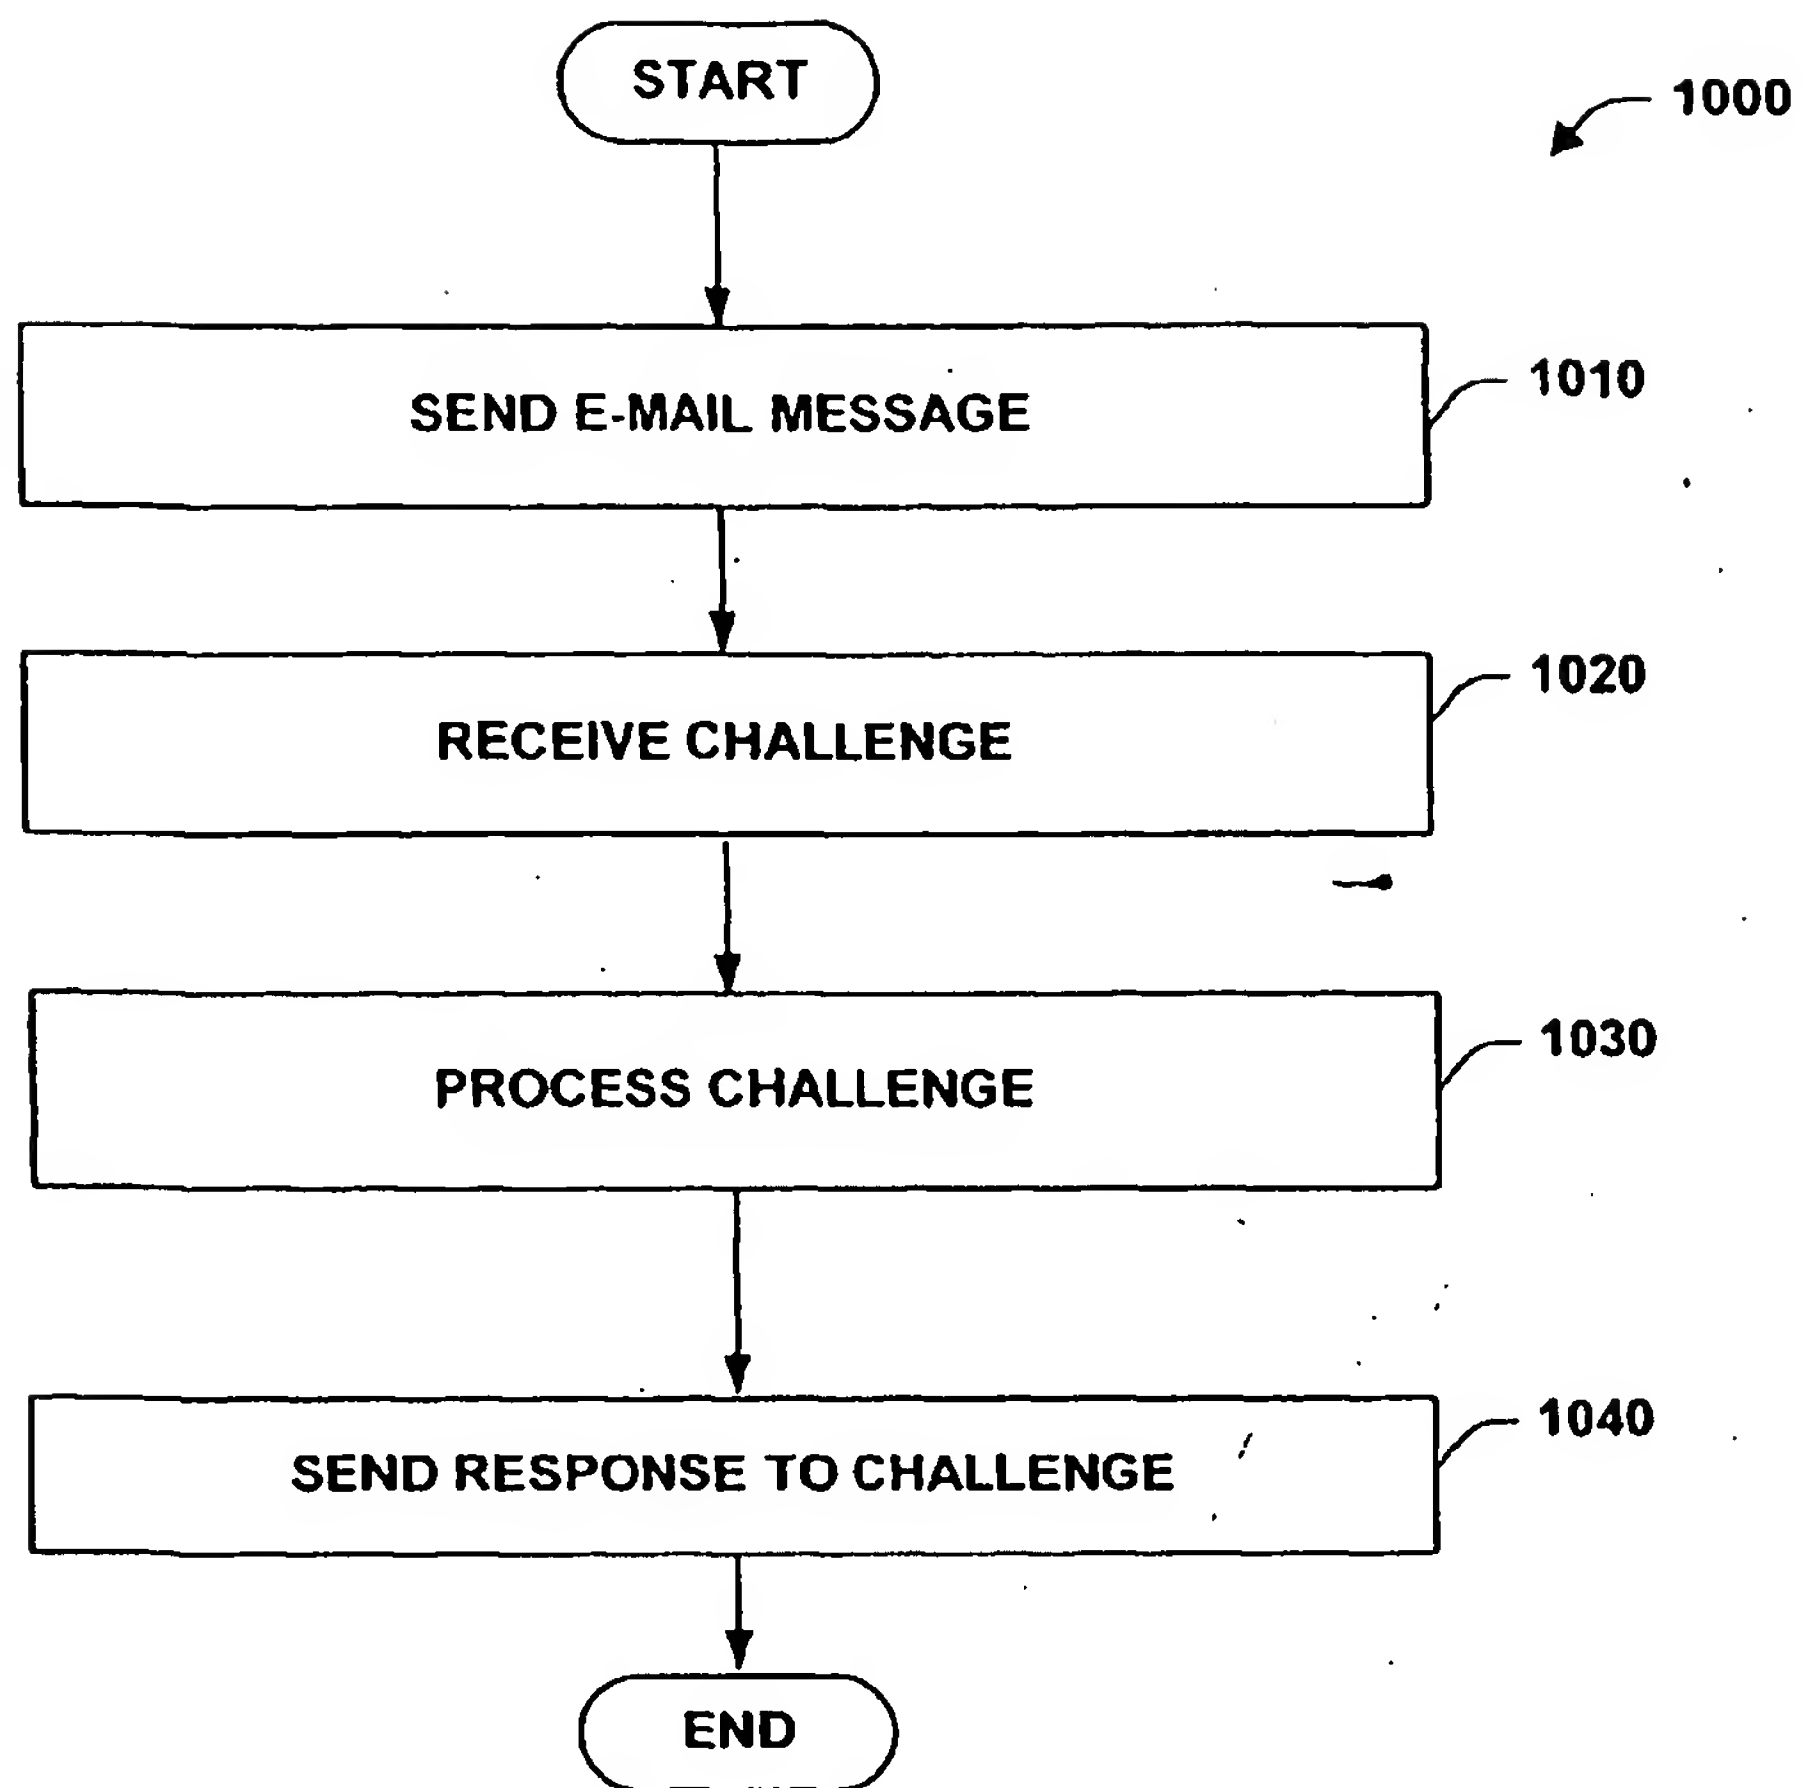 START
1000
SEND E-MAIL MESSAGE
1010
RECEIVE CHALLENGE
1020
PROCESS CHALLENGE
1030
SEND RESPONSE TO CHALLENGE
1040
END